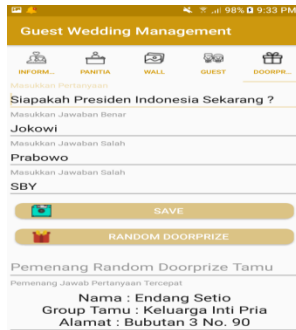 98% 9:33 PM
Guest Wedding Management
INFORM... PANITIA WALL GUEST DOORPR...
Masukkan Pertanyaan
Siapakah Presiden Indonesia Sekarang ?
Masukkan Jawaban Benar
Jokowi
Masukkan Jawaban Salah
Prabowo
Masukkan Jawaban Salah
SBY
SAVE
RANDOM DOORPRIZE
Pemenang Random Doorprize Tamu
Pemenang Jawab Pertanyaan Tercepat
Nama : Endang Setio
Group Tamu : Keluarga Inti Pria
Alamat : Bubutan 3 No. 90